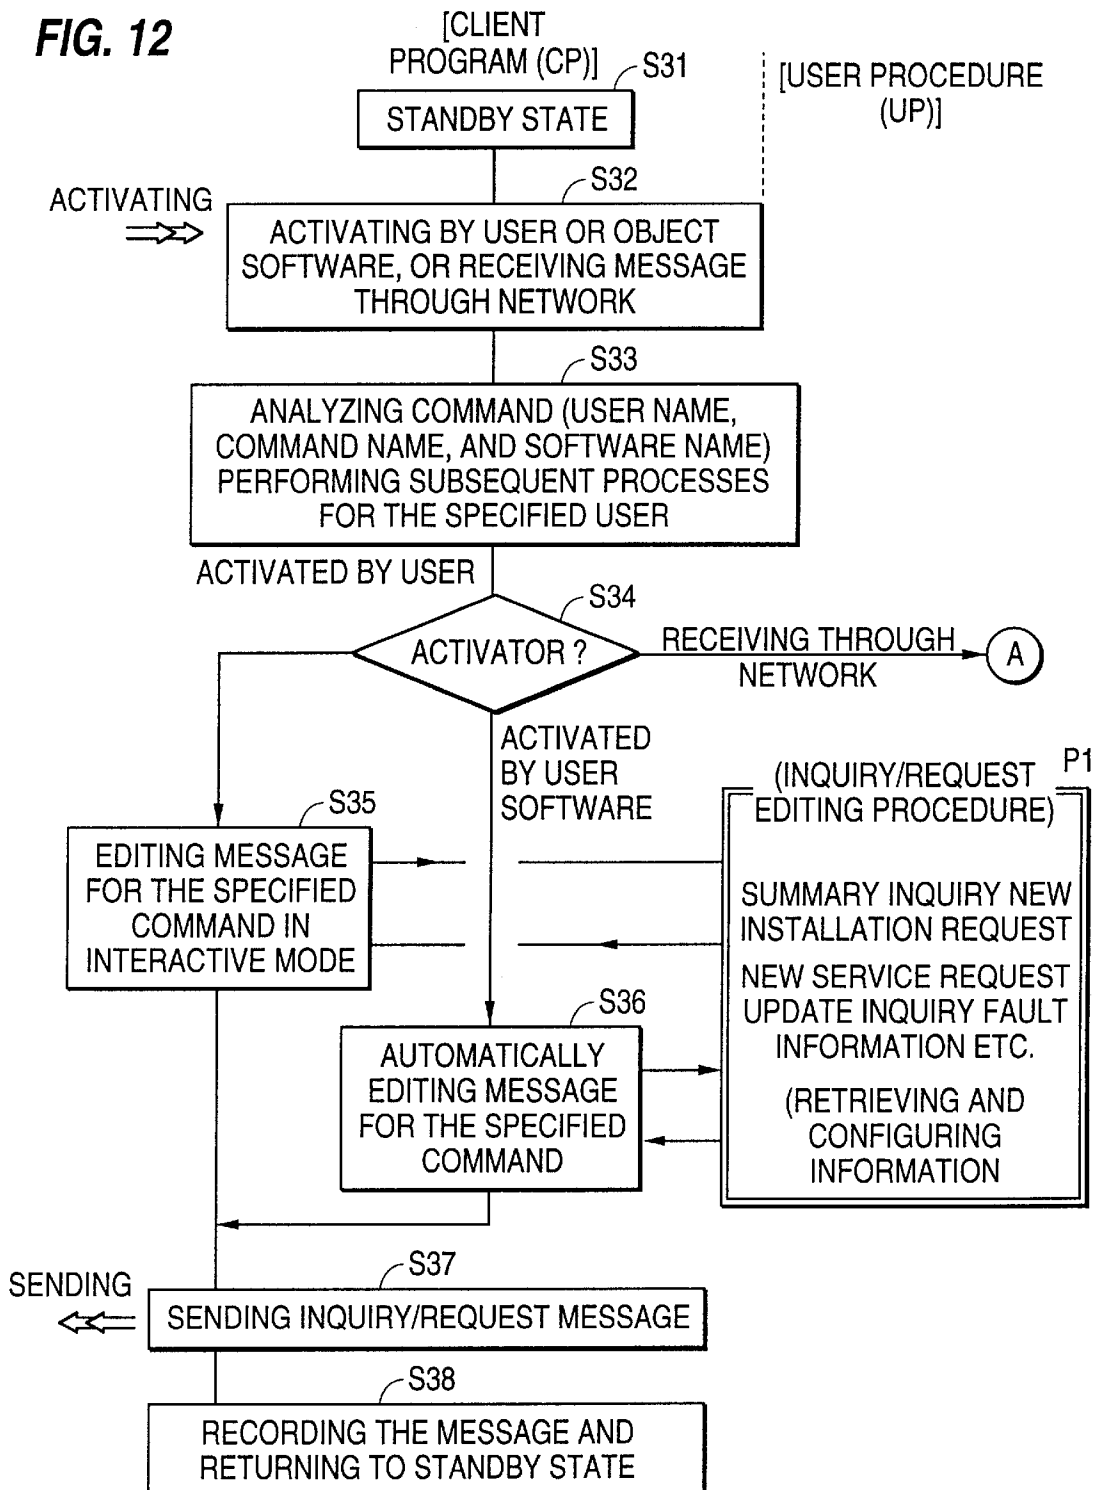 FIG. 12
[CLIENT
PROGRAM (CP)]
[USER PROCEDURE
(UP)]
S31
STANDBY STATE
S32
ACTIVATING
ACTIVATING BY USER OR OBJECT
SOFTWARE, OR RECEIVING MESSAGE
THROUGH NETWORK
S33
ANALYZING COMMAND (USER NAME,
COMMAND NAME, AND SOFTWARE NAME)
PERFORMING SUBSEQUENT PROCESSES
FOR THE SPECIFIED USER
ACTIVATED BY USER
S34
ACTIVATOR ?
RECEIVING THROUGH
NETWORK
A
ACTIVATED
BY USER
SOFTWARE
S35
EDITING MESSAGE
FOR THE SPECIFIED
COMMAND IN
INTERACTIVE MODE
P1
(INQUIRY/REQUEST
EDITING PROCEDURE)
SUMMARY INQUIRY NEW
INSTALLATION REQUEST
NEW SERVICE REQUEST
UPDATE INQUIRY FAULT
INFORMATION ETC.
(RETRIEVING AND
CONFIGURING
INFORMATION
S36
AUTOMATICALLY
EDITING MESSAGE
FOR THE SPECIFIED
COMMAND
S37
SENDING
SENDING INQUIRY/REQUEST MESSAGE
S38
RECORDING THE MESSAGE AND
RETURNING TO STANDBY STATE